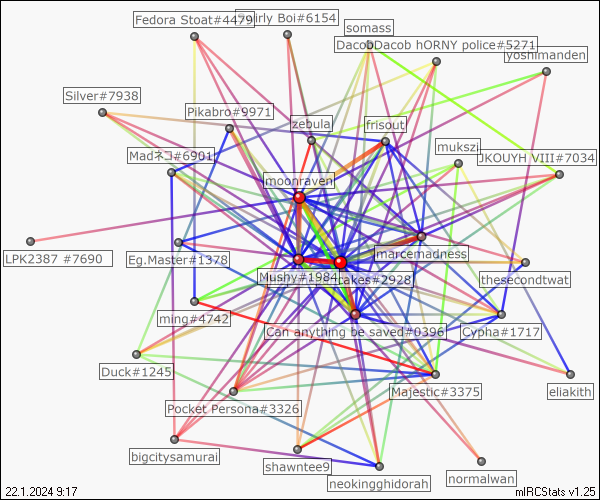 Fedora Stoat#4479
irly Boi#6154
somass
DacobDacob hORNY police#5271
yoshimanden
Silver#7938
Pikabro#9971
zebula
frisout
mukszi
MadネJ#6901
JKOUYH VIII#7034
moonraven
LPK2387 #7690
Eg.Master#1378
marcemadness
Mushy#1984
Lakes#2928
thesecondtwat
ming#4742
Can anything be saved#0396
Cypha#1717
Duck#1245
Majestic#3375
eliakith
Pocket Persona#3326
bigcitysamurai
shawntee9
neokingghidorah
normalwan
22.1.2024 9:17
mIRCStats v1.25